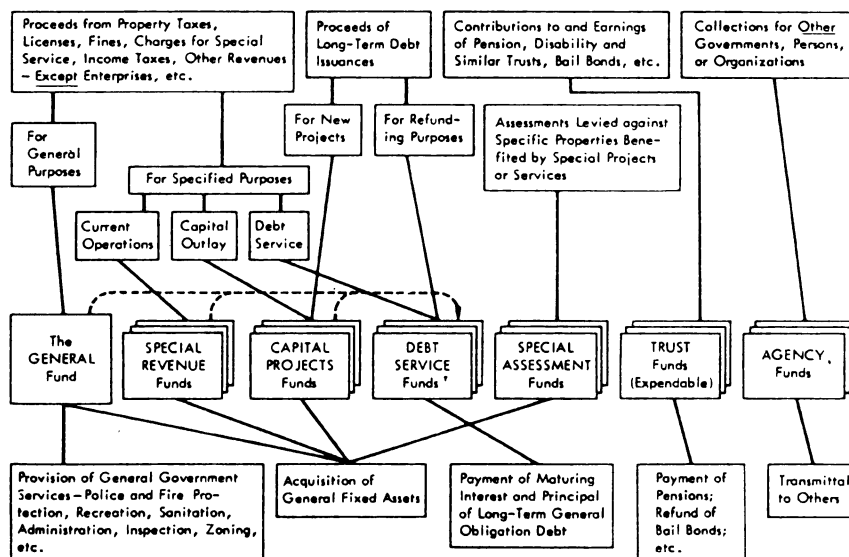 Proceeds from Property Taxes,
Licenses, Fines, Charges for Special
Service, Income Taxes, Other Revenues
– Except Enterprises, etc.
Proceeds of
Long-Term Debt
Issuances
Contributions to and Earnings
of Pension, Disability and
Similar Trusts, Bail Bonds, etc.
Collections for Other
Governments, Persons,
or Organizations
For
General
Purposes
For New
Projects
For Refund-
ing Purposes
Assessments Levied against
Specific Properties Bene-
fited by Special Projects
or Services
For Specified Purposes
Current
Operations
Capital
Outlay
Debt
Service
The
GENERAL
Fund
SPECIAL
REVENUE
Funds
CAPITAL
PROJECTS
Funds
DEBT
SERVICE
Funds
SPECIAL
ASSESSMENT
Funds
TRUST
Funds
(Expendable)
AGENCY
Funds
Provision of General Government
Services–Police and Fire Pro-
tection, Recreation, Sanitation,
Administration, Inspection, Zoning,
etc.
Acquisition of
General Fixed Assets
Payment of Maturing
Interest and Principal
of Long-Term General
Obligation Debt
Payment of
Pensions;
Refund of
Bail Bonds;
etc.
Transmittal
to Others